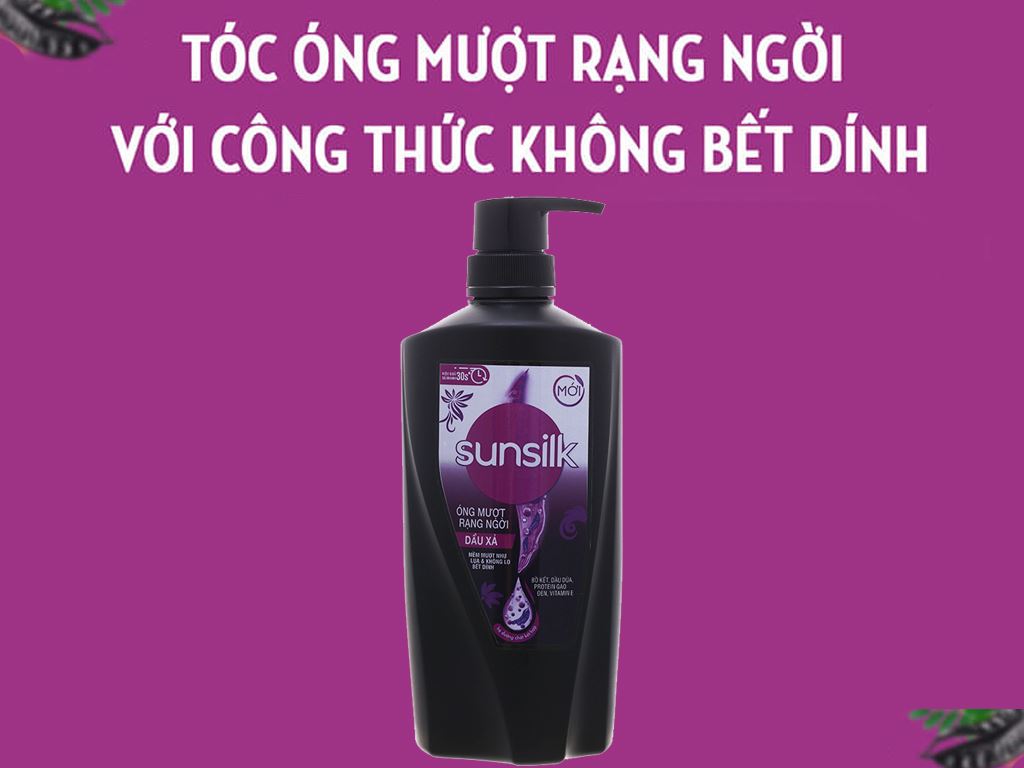 TÓC ÓNG MƯỢT RẠNG NGỜI
VỚI CÔNG THỨC KHÔNG BẾT DÍNH
30s
MỚI
sunsilk
ÓNG MƯỢT
RẠNG NGỜI
DẦU XẢ
MỀM MƯỢT NHƯ
LỤA & KHÔNG LO
BẾT DÍNH
BỒ KẾT, DẦU DỪA,
PROTEIN GẠO
ĐEN, VITAMIN E